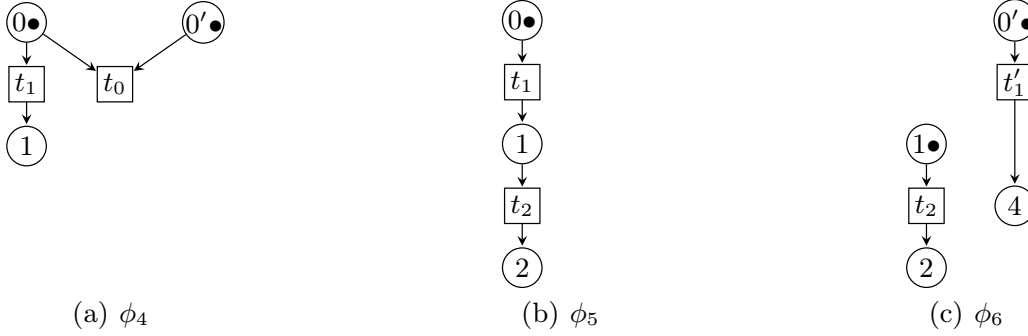 0 0′ 0 0′
t₁ t₀ t₁ t′₁
1 1 1
t₂ t₂ 4
2 2
(a) ϕ₄ (b) ϕ₅ (c) ϕ₆